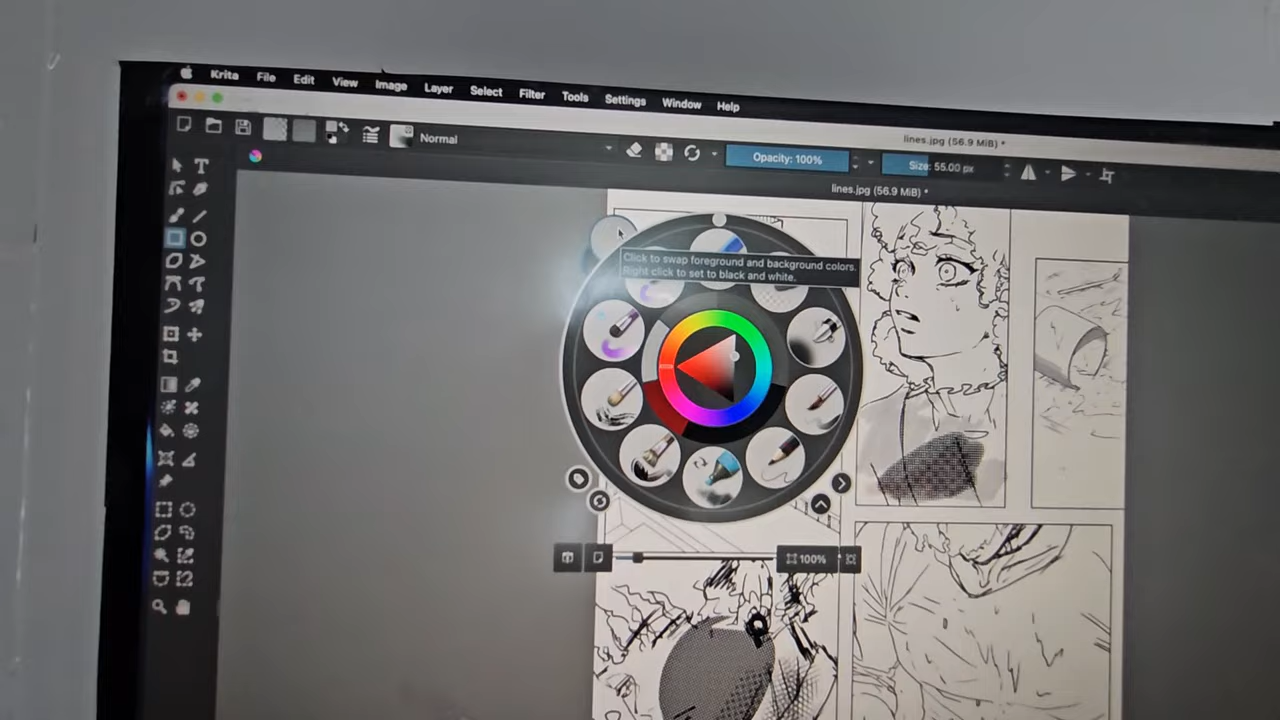 Krita File Edit View Image Layer Select Filter Tools Settings Window Help
lines.jpg (56.9 MiB) *
Normal
Opacity: 100%
Size: 55.00 px
lines.jpg (56.9 MiB) *
Click to swap foreground and background colors.
Right click to set to black and white.
100%